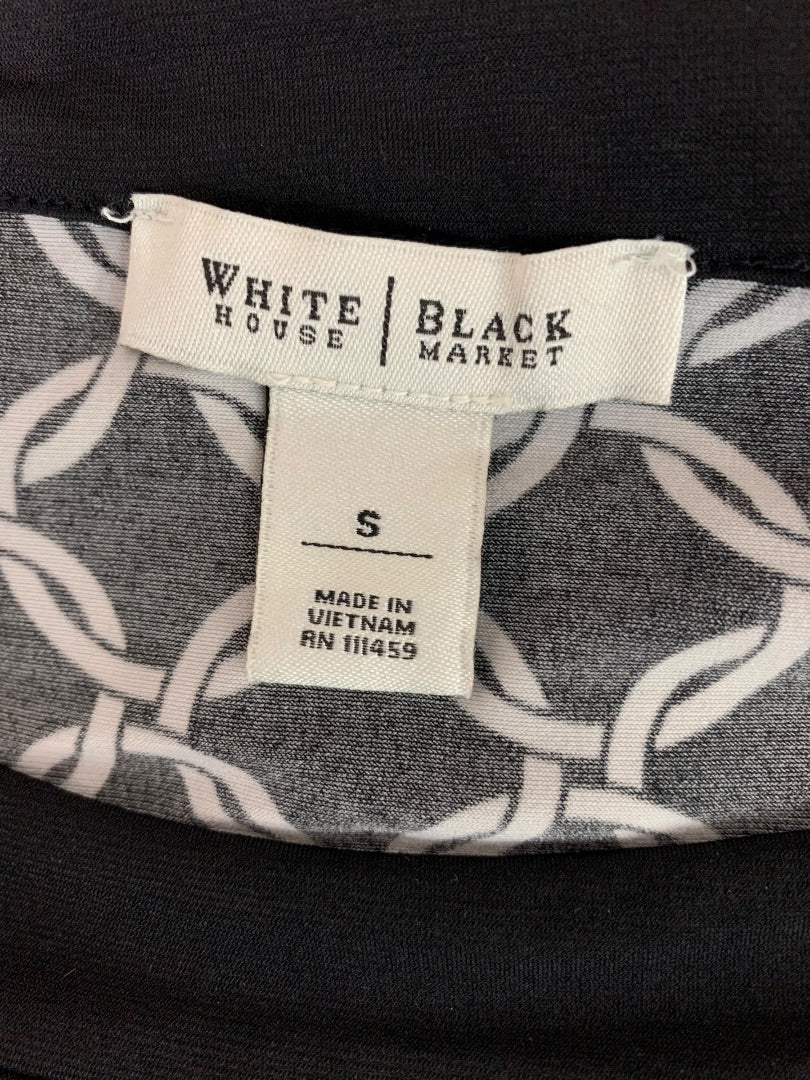 WHITE | BLACK
HOUSE | MARKET
S
MADE IN
VIETNAM
RN 111459